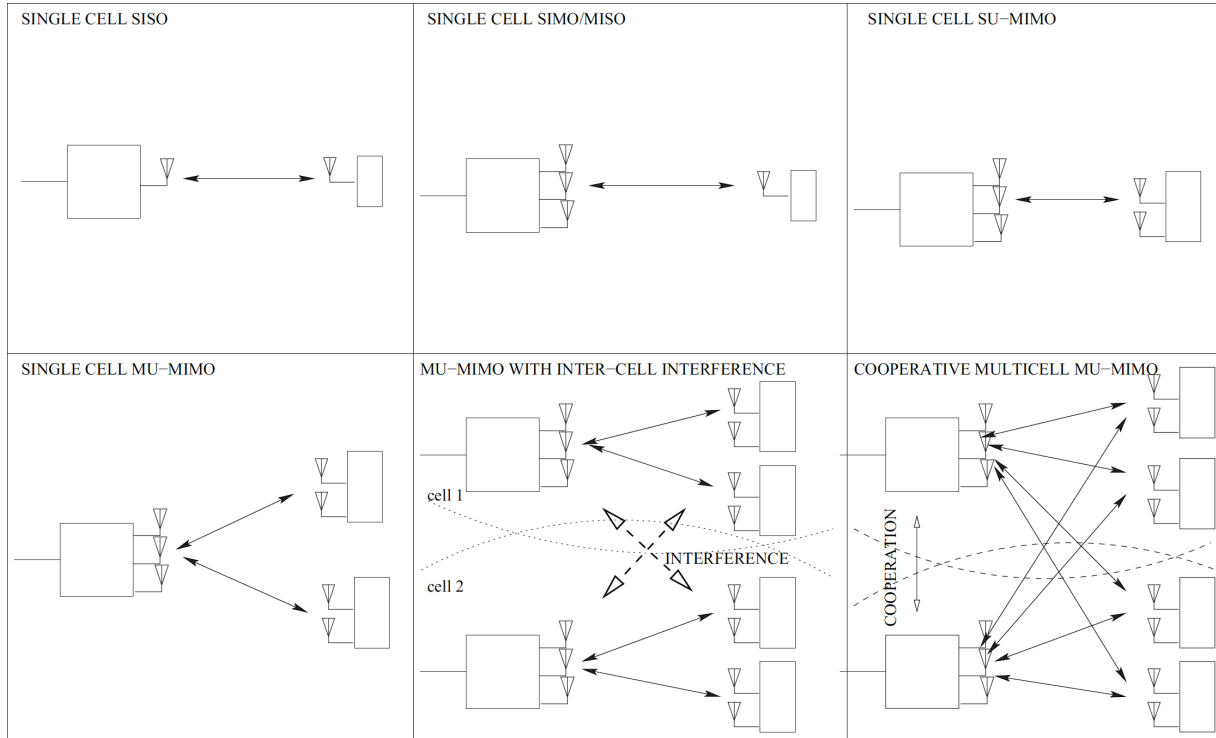 SINGLE CELL SISO
SINGLE CELL SIMO/MISO
SINGLE CELL SU−MIMO
SINGLE CELL MU−MIMO
MU−MIMO WITH INTER−CELL INTERFERENCE
cell 1
INTERFERENCE
cell 2
COOPERATIVE MULTICELL MU−MIMO
COOPERATION